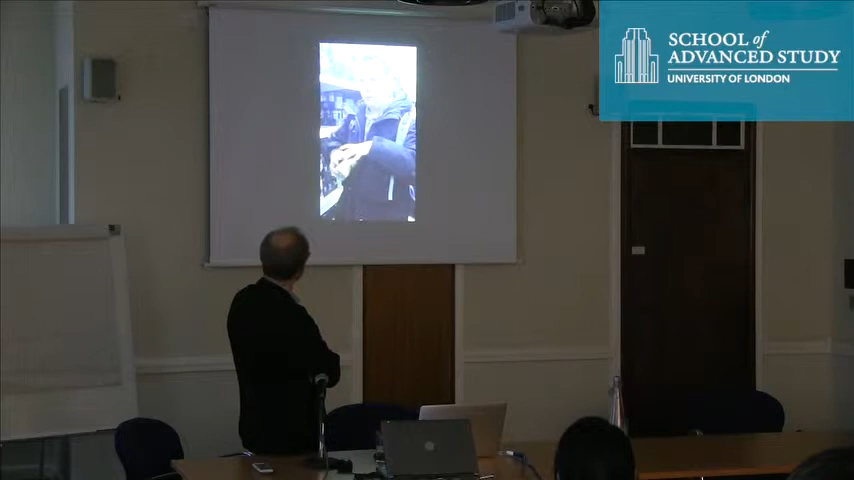 SCHOOL of
ADVANCED STUDY
UNIVERSITY OF LONDON